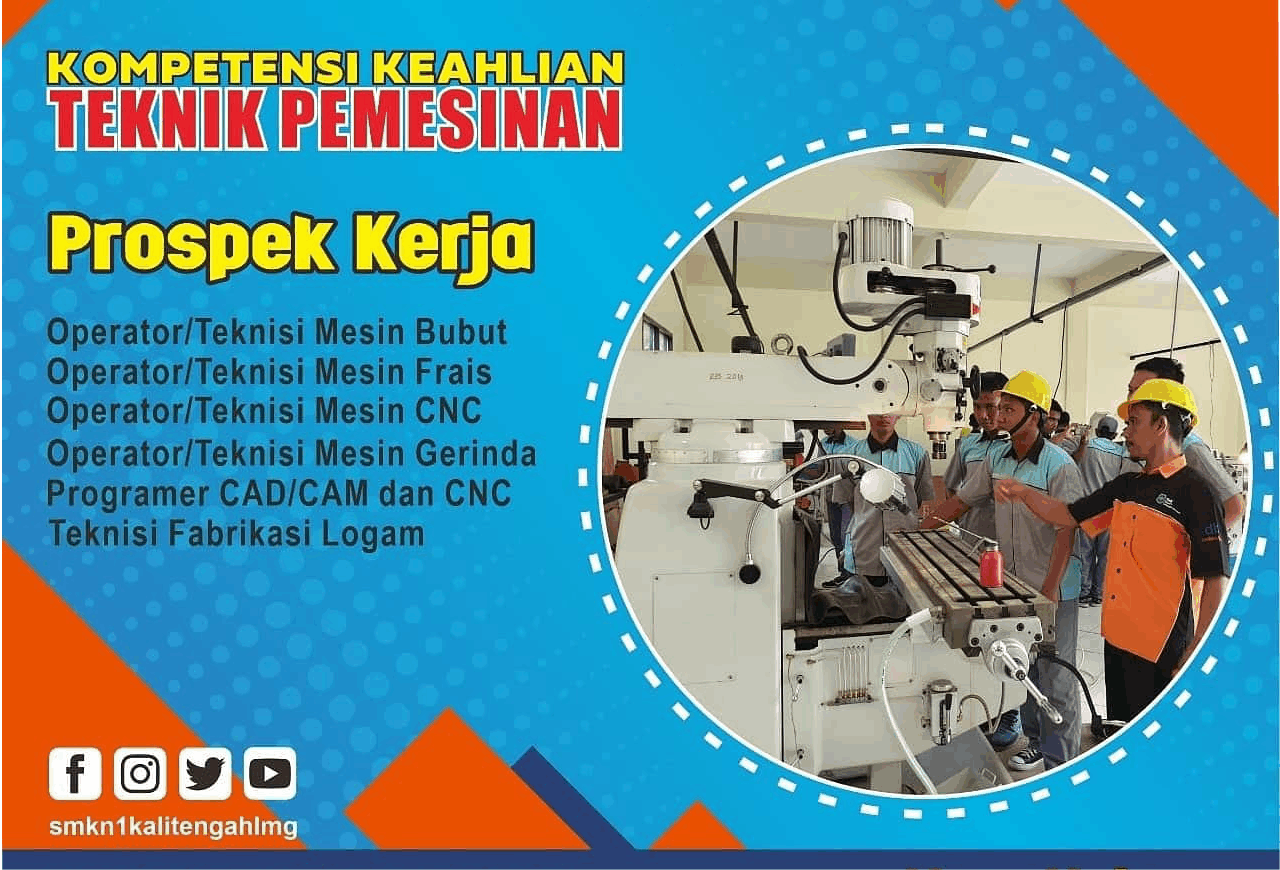 KOMPETENSI KEAHLIAN
TEKNIK PEMESINAN
Prospek Kerja
Operator/Teknisi Mesin Bubut
Operator/Teknisi Mesin Frais
Operator/Teknisi Mesin CNC
Operator/Teknisi Mesin Gerinda
Programer CAD/CAM dan CNC
Teknisi Fabrikasi Logam
smkn1kalitengahlmg